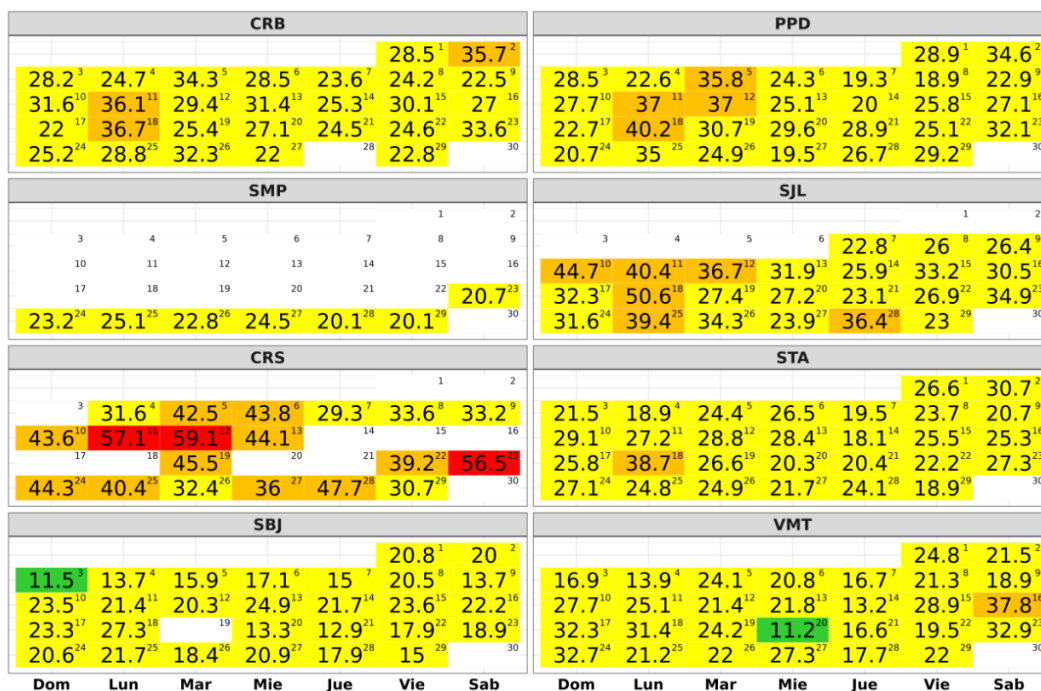 CRB
28.5 1 35.7 2
28.2 3 24.7 4 34.3 5 28.5 6 23.6 7 24.2 8 22.5 9
31.6 10 36.1 11 29.4 12 31.4 13 25.3 14 30.1 15 27 16
22 17 36.7 18 25.4 19 27.1 20 24.5 21 24.6 22 33.6 23
25.2 24 28.8 25 32.3 26 22 27 28 22.8 29 30
PPD
28.9 1 34.6 2
28.5 3 22.6 4 35.8 5 24.3 6 19.3 7 18.9 8 22.9 9
27.7 10 37 11 37 12 25.1 13 20 14 25.8 15 27.1 16
22.7 17 40.2 18 30.7 19 29.6 20 28.9 21 25.1 22 32.1 23
20.7 24 35 25 24.9 26 19.5 27 26.7 28 29.2 29 30
SMP
1 2
3 4 5 6 7 8 9
10 11 12 13 14 15 16
17 18 19 20 21 22 20.7 23
23.2 24 25.1 25 22.8 26 24.5 27 20.1 28 20.1 29 30
SJL
1 2
3 4 5 6 22.8 7 26 8 26.4 9
44.7 10 40.4 11 36.7 12 31.9 13 25.9 14 33.2 15 30.5 16
32.3 17 50.6 18 27.4 19 27.2 20 23.1 21 26.9 22 34.9 23
31.6 24 39.4 25 34.3 26 23.9 27 36.4 28 23 29 30
CRS
1 2
3 31.6 4 42.5 5 43.8 6 29.3 7 33.6 8 33.2 9
43.6 10 57.1 11 59.1 12 44.1 13 14 15 16
17 18 45.5 19 20 21 39.2 22 56.5 23
44.3 24 40.4 25 32.4 26 36 27 47.7 28 30.7 29 30
STA
26.6 1 30.7 2
21.5 3 18.9 4 24.4 5 26.5 6 19.5 7 23.7 8 20.7 9
29.1 10 27.2 11 28.8 12 28.4 13 18.1 14 25.5 15 25.3 16
25.8 17 38.7 18 26.6 19 20.3 20 20.4 21 22.2 22 27.3 23
27.1 24 24.8 25 24.9 26 21.7 27 24.1 28 18.9 29 30
SBJ
20.8 1 20 2
11.5 3 13.7 4 15.9 5 17.1 6 15 7 20.5 8 13.7 9
23.5 10 21.4 11 20.3 12 24.9 13 21.7 14 23.6 15 22.2 16
23.3 17 27.3 18 19 13.3 20 12.9 21 17.9 22 18.9 23
20.6 24 21.7 25 18.4 26 20.9 27 17.9 28 15 29 30
Dom Lun Mar Mie Jue Vie Sab
VMT
24.8 1 21.5 2
16.9 3 13.9 4 24.1 5 20.8 6 16.7 7 21.3 8 18.9 9
27.7 10 25.1 11 21.4 12 21.8 13 13.2 14 28.9 15 37.8 16
32.3 17 31.4 18 24.2 19 11.2 20 16.6 21 19.5 22 32.9 23
32.7 24 21.2 25 22 26 27.3 27 17.7 28 22 29 30
Dom Lun Mar Mie Jue Vie Sab